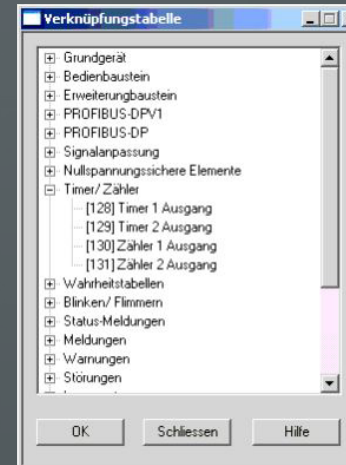 Verknüpfungstabelle
Grundgerät
Bedienbaustein
Erweiterungbaustein
PROFIBUS-DPV1
PROFIBUS-DP
Signalanpassung
Nullspannungssichere Elemente
Timer/ Zähler
[128] Timer 1 Ausgang
[129] Timer 2 Ausgang
[130] Zähler 1 Ausgang
[131] Zähler 2 Ausgang
Wahrheitstabellen
Blinken/ Flimmern
Status-Meldungen
Meldungen
Warnungen
Störungen
OK Schliessen Hilfe